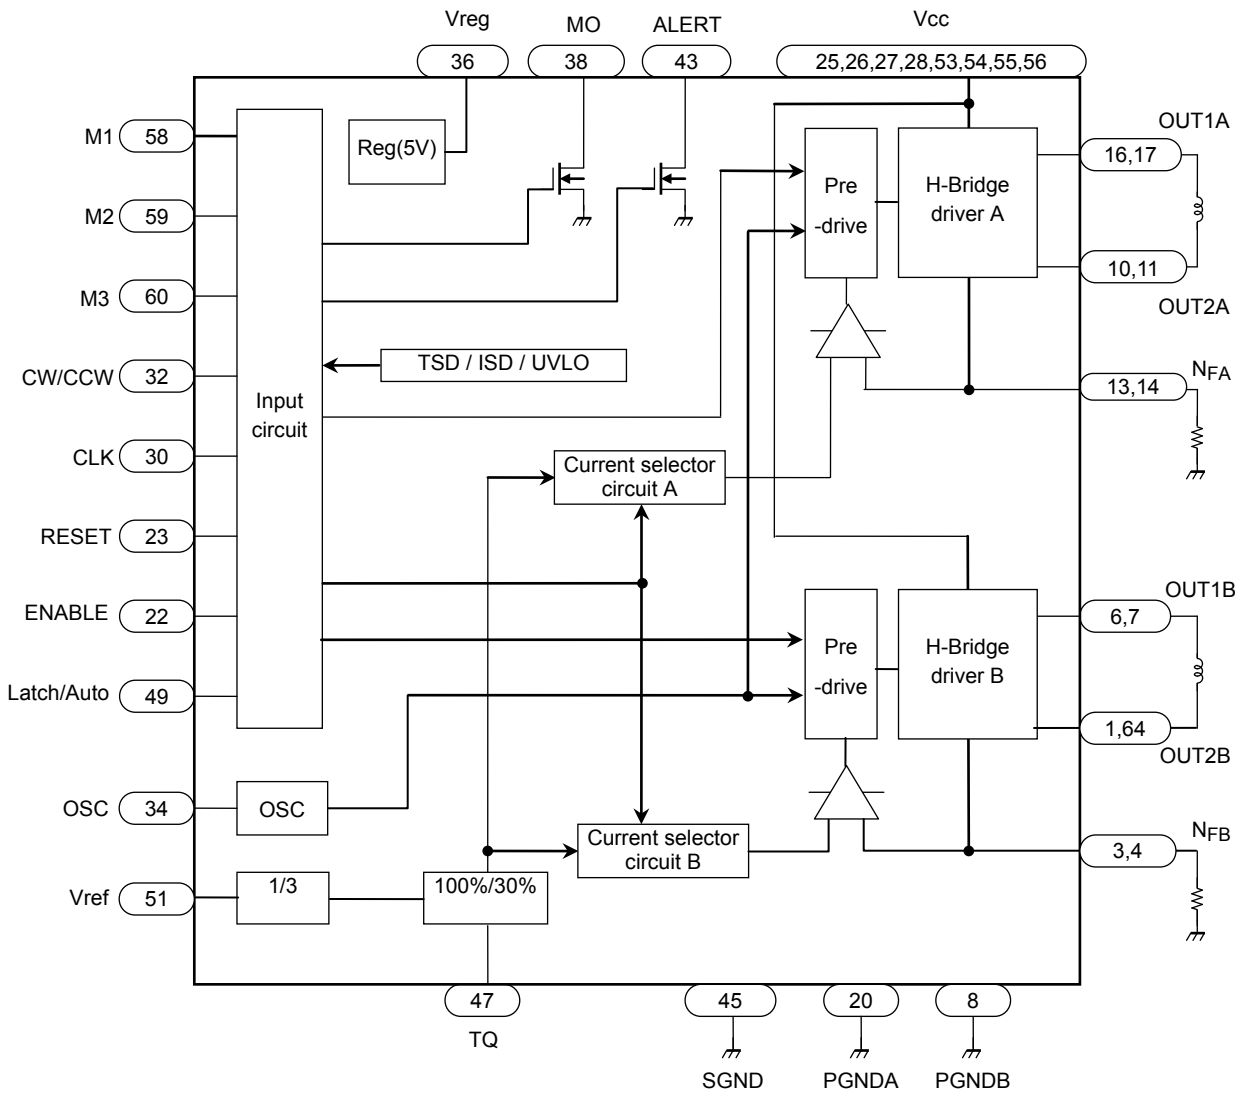 Vreg
MO
ALERT
Vcc
36
38
43
25,26,27,28,53,54,55,56
M1
58
M2
59
M3
60
CW/CCW
32
CLK
30
RESET
23
ENABLE
22
Latch/Auto
49
OSC
34
Vref
51
Input
circuit
Reg(5V)
TSD / ISD / UVLO
Current selector
circuit A
Pre
-drive
H-Bridge
driver A
OUT1A
16,17
10,11
OUT2A
NFA
13,14
Pre
-drive
H-Bridge
driver B
OUT1B
6,7
1,64
OUT2B
NFB
3,4
OSC
Current selector
circuit B
1/3
100%/30%
47
TQ
45
SGND
20
PGNDA
8
PGNDB